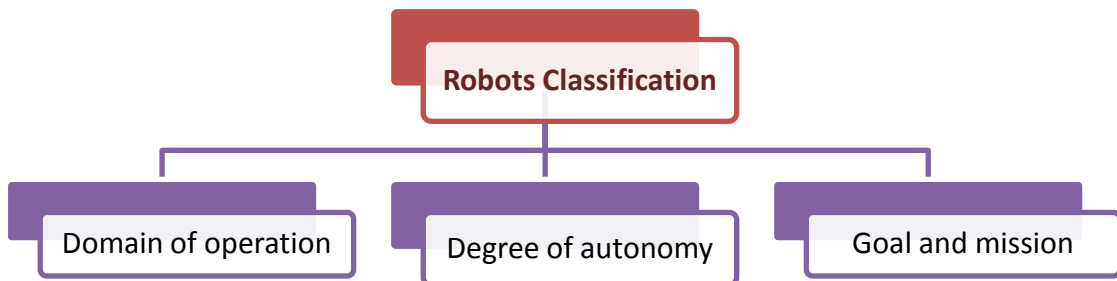 Robots Classification
Domain of operation
Degree of autonomy
Goal and mission